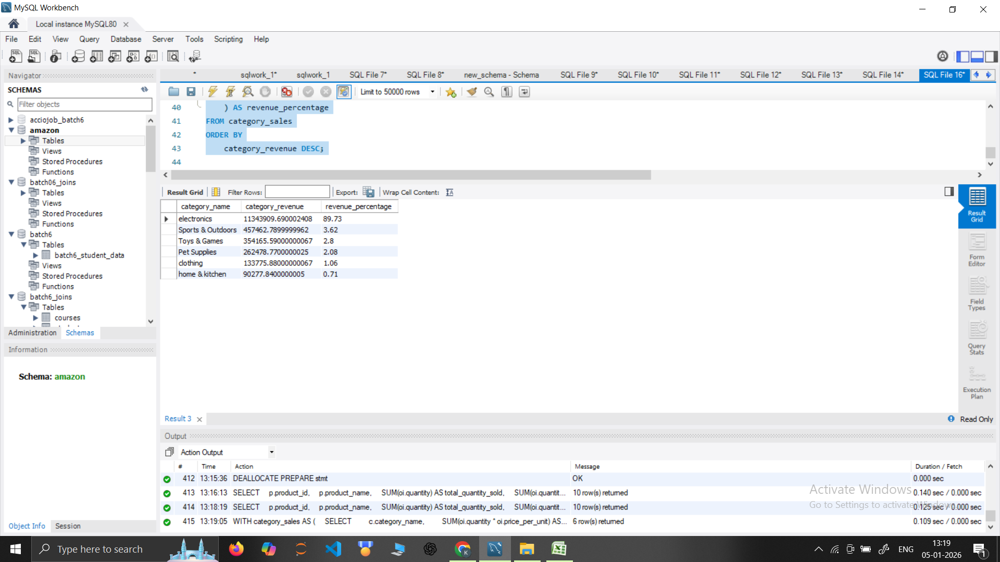 MySQL Workbench
Local instance MySQL80
File Edit View Query Database Server Tools Scripting Help
Navigator
SCHEMAS
Filter objects
acciojob_batch6
amazon
Tables
Views
Stored Procedures
Functions
batch06_joins
Tables
Views
Stored Procedures
Functions
batch6
Tables
batch6_student_data
Views
Stored Procedures
Functions
batch6_joins
Tables
courses
Administration Schemas
Information
Schema: amazon
Object Info Session
* sqlwork_1* sqlwork_1 SQL File 7* SQL File 8* new_schema - Schema SQL File 9* SQL File 10* SQL File 11* SQL File 12* SQL File 13* SQL File 14* SQL File 16*
Limit to 50000 rows
40 ) AS revenue_percentage
41 FROM category_sales
42 ORDER BY
43 category_revenue DESC;
44
Result Grid Filter Rows: Export: Wrap Cell Content:
category_name category_revenue revenue_percentage
electronics 11343909.690002408 89.73
Sports & Outdoors 457462.7899999962 3.62
Toys & Games 354165.59000000067 2.8
Pet Supplies 262478.7700000025 2.08
clothing 133775.88000000067 1.06
home & kitchen 90277.8400000005 0.71
Result Grid
Form Editor
Field Types
Query Stats
Execution Plan
Result 3
Read Only
Output
Action Output
# Time Action Message Duration / Fetch
412 13:15:36 DEALLOCATE PREPARE stmt OK 0.000 sec
413 13:16:13 SELECT p.product_id, p.product_name, SUM(oi.quantity) AS total_quantity_sold, SUM(oi.quantit... 10 row(s) returned 0.140 sec / 0.000 sec
414 13:18:19 SELECT p.product_id, p.product_name, SUM(oi.quantity) AS total_quantity_sold, SUM(oi.quantit... 10 row(s) returned 0.125 sec / 0.000 sec
415 13:19:05 WITH category_sales AS ( SELECT c.category_name, SUM(oi.quantity * oi.price_per_unit) AS... 6 row(s) returned 0.109 sec / 0.000 sec
Activate Windows
Go to Settings to activate Windows.
Type here to search
ENG
13:19
05-01-2026
1